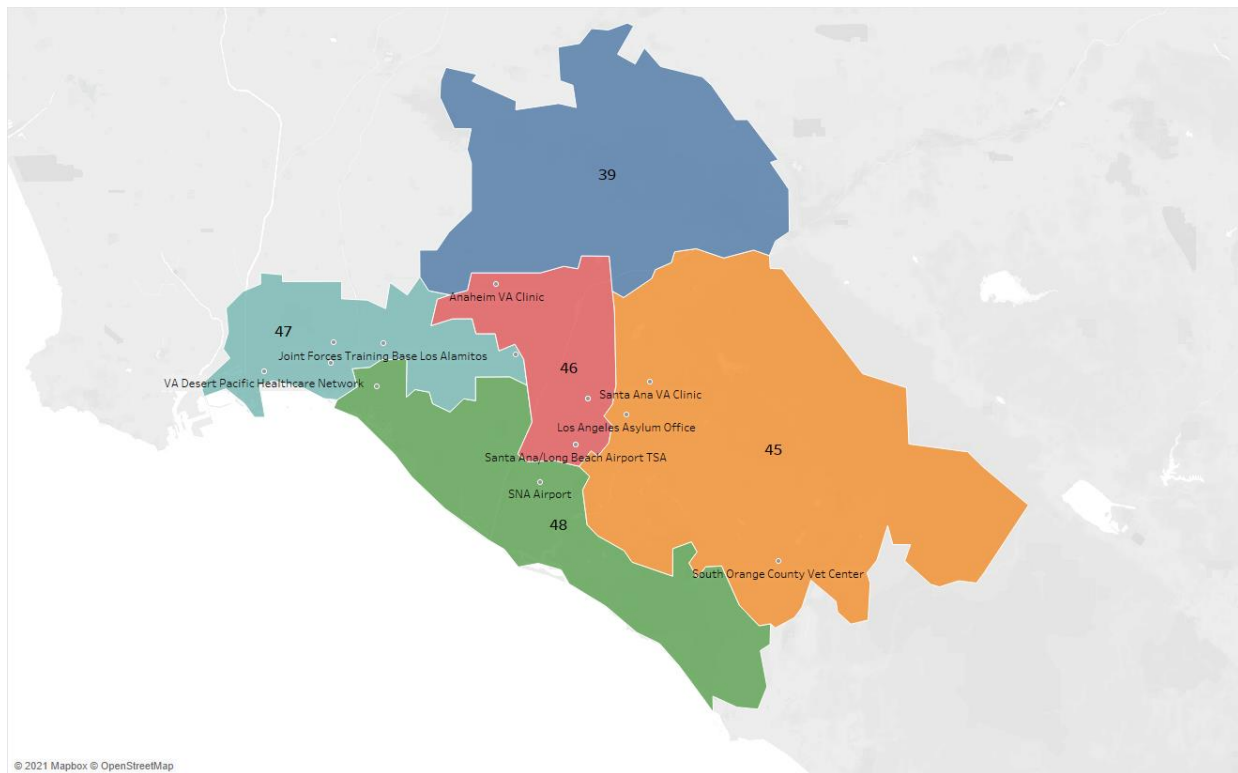 39
Anaheim VA Clinic
47
Joint Forces Training Base Los Alamitos
46
VA Desert Pacific Healthcare Network
Santa Ana VA Clinic
Los Angeles Asylum Office
45
Santa Ana/Long Beach Airport TSA
SNA Airport
48
South Orange County Vet Center
© 2021 Mapbox © OpenStreetMap